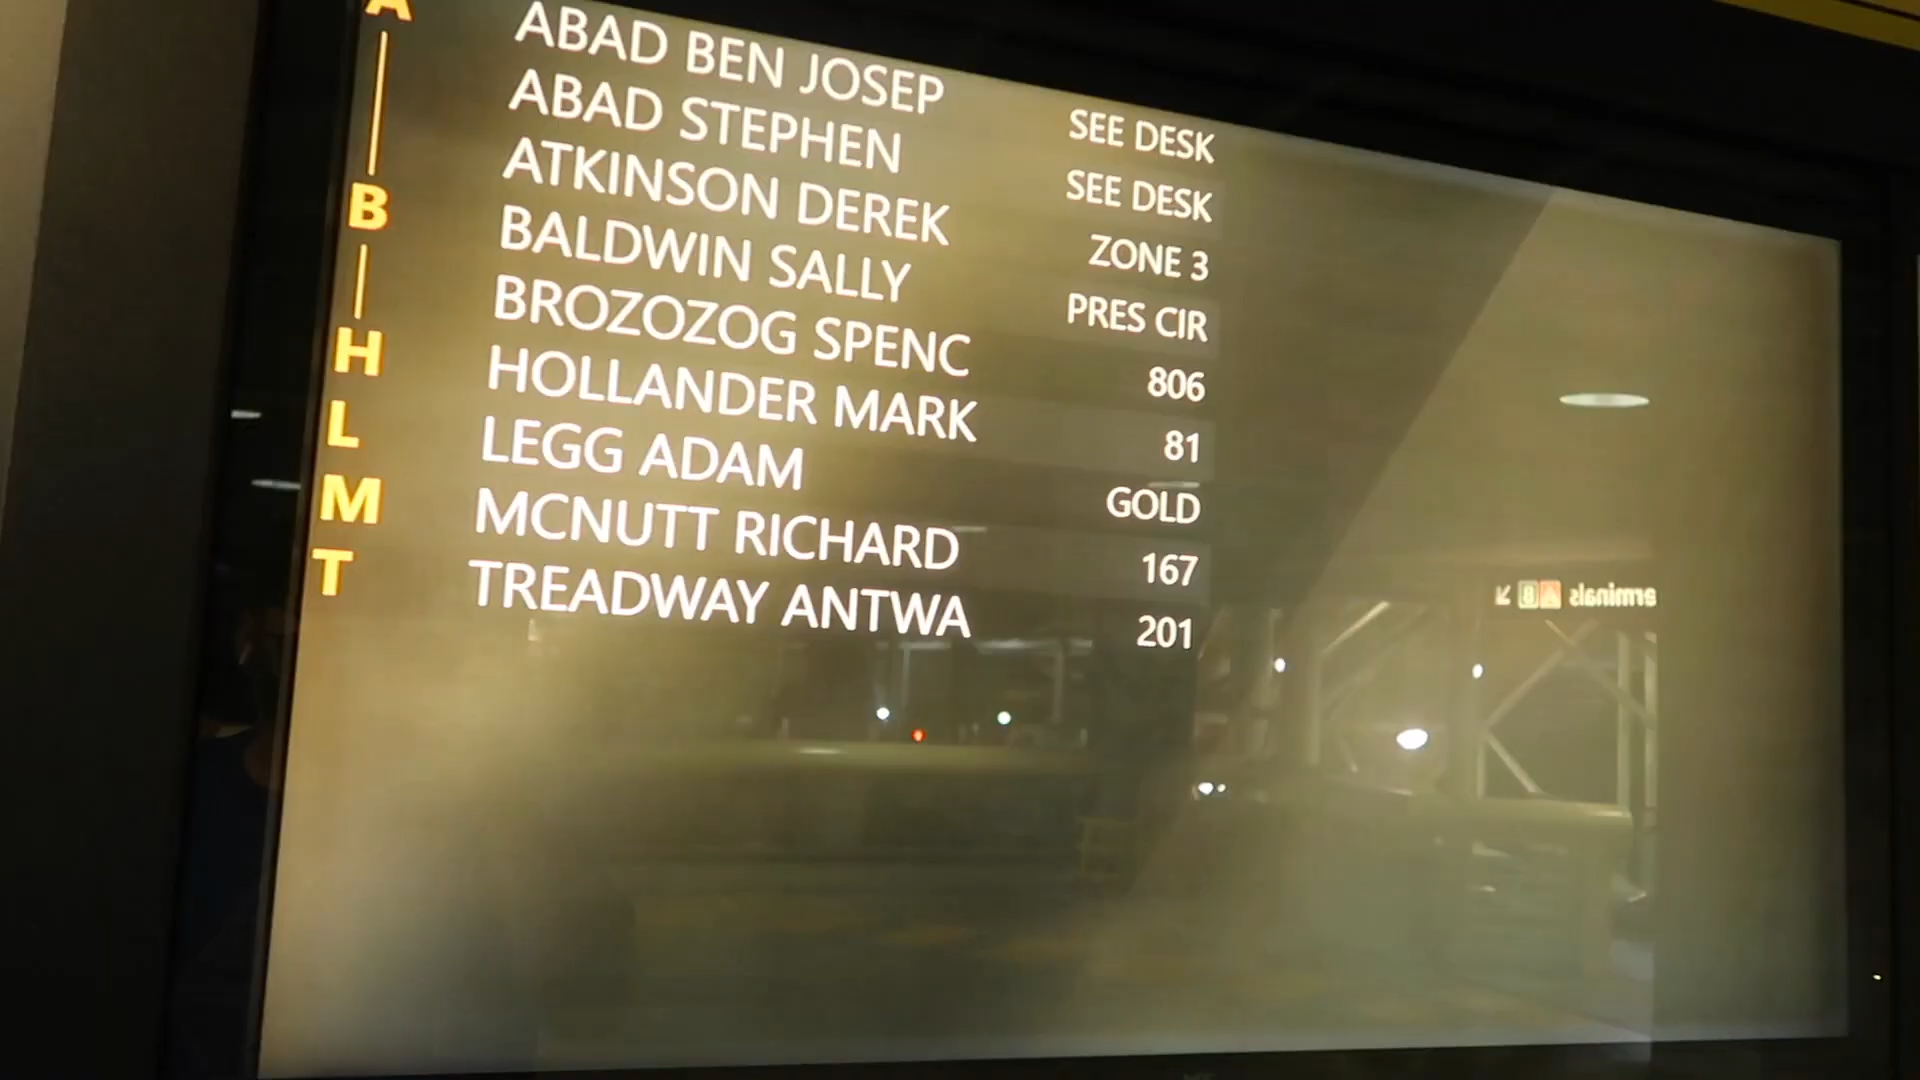 A
ABAD BEN JOSEP SEE DESK
ABAD STEPHEN SEE DESK
ATKINSON DEREK ZONE 3
B
BALDWIN SALLY PRES CIR
BROZOZOG SPENC 806
H
HOLLANDER MARK 81
L
LEGG ADAM GOLD
M
MCNUTT RICHARD 167
T
TREADWAY ANTWA 201
erminals A B